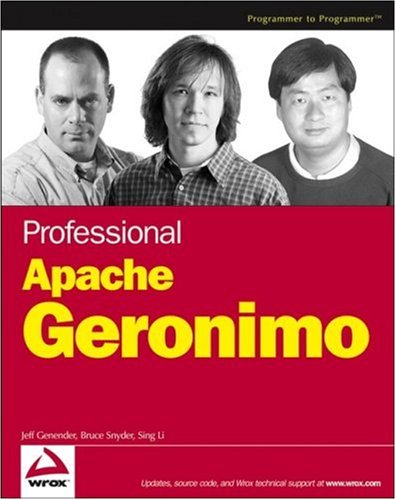 Programmer to Programmer™
Professional
Apache
Geronimo
Jeff Genender, Bruce Snyder, Sing Li
wrox
Updates, source code, and Wrox technical support at www.wrox.com